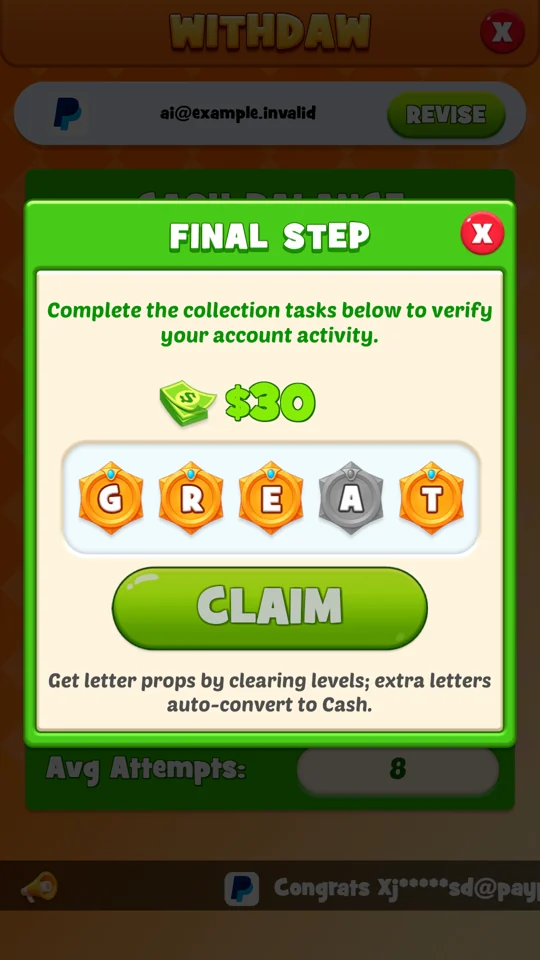 WITHDAW
X
ai@example.invalid
REVISE
CASH BALANCE
FINAL STEP
X
Complete the collection tasks below to verify
your account activity.
$30
G R E A T
CLAIM
Get letter props by clearing levels; extra letters
auto-convert to Cash.
Avg Attempts:
8
Congrats Xj*****sd@payp